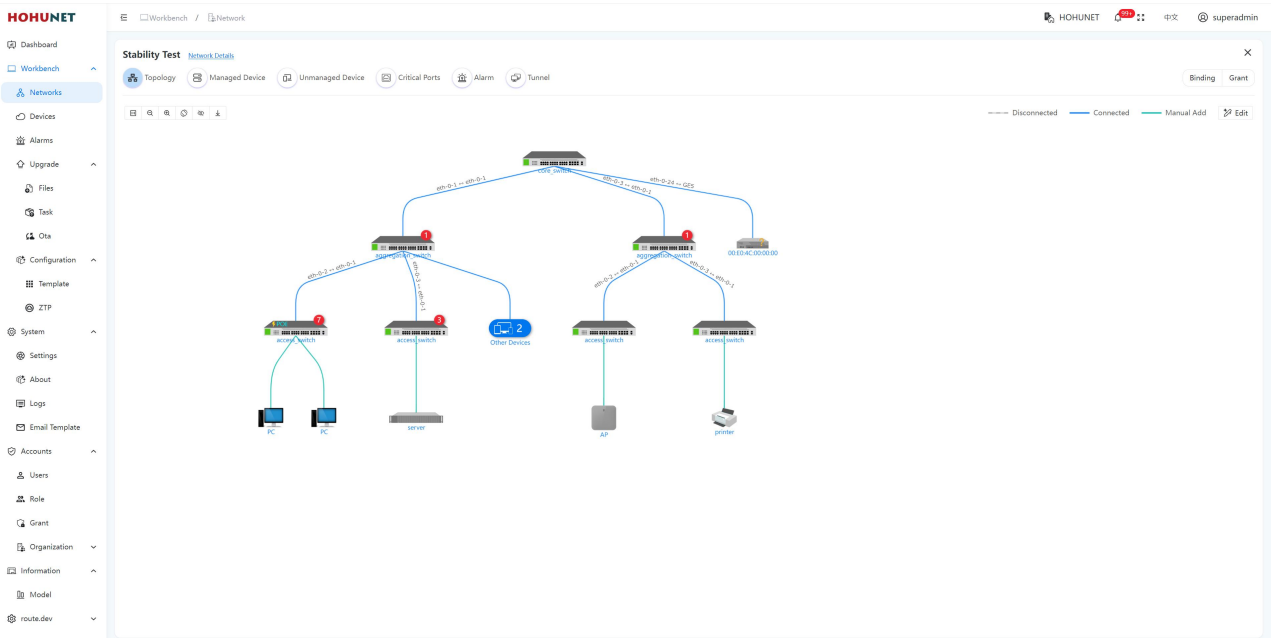 HOHUNET
Workbench / Network
HOHUNET
99+
中文
superadmin
Dashboard
Workbench
Networks
Devices
Alarms
Upgrade
Files
Task
Ota
Configuration
Template
ZTP
System
Settings
About
Logs
Email Template
Accounts
Users
Role
Grant
Organization
Information
Model
route.dev
Stability Test Network Details
Topology Managed Device Unmanaged Device Critical Ports Alarm Tunnel
Binding Grant
Disconnected Connected Manual Add Edit
core_switch
eth-0-1 ↔ eth-0-1
eth-0-3 ↔ eth-0-1
eth-0-24 ↔ GE5
1
aggregation_switch
1
aggregation_switch
00:E0:4C:00:00:00
eth-0-2 ↔ eth-0-1
eth-0-3 ↔ eth-0-1
eth-0-2 ↔ eth-0-1
eth-0-3 ↔ eth-0-1
7
access_switch
3
access_switch
2
Other Devices
access_switch
access_switch
PC
PC
server
AP
printer